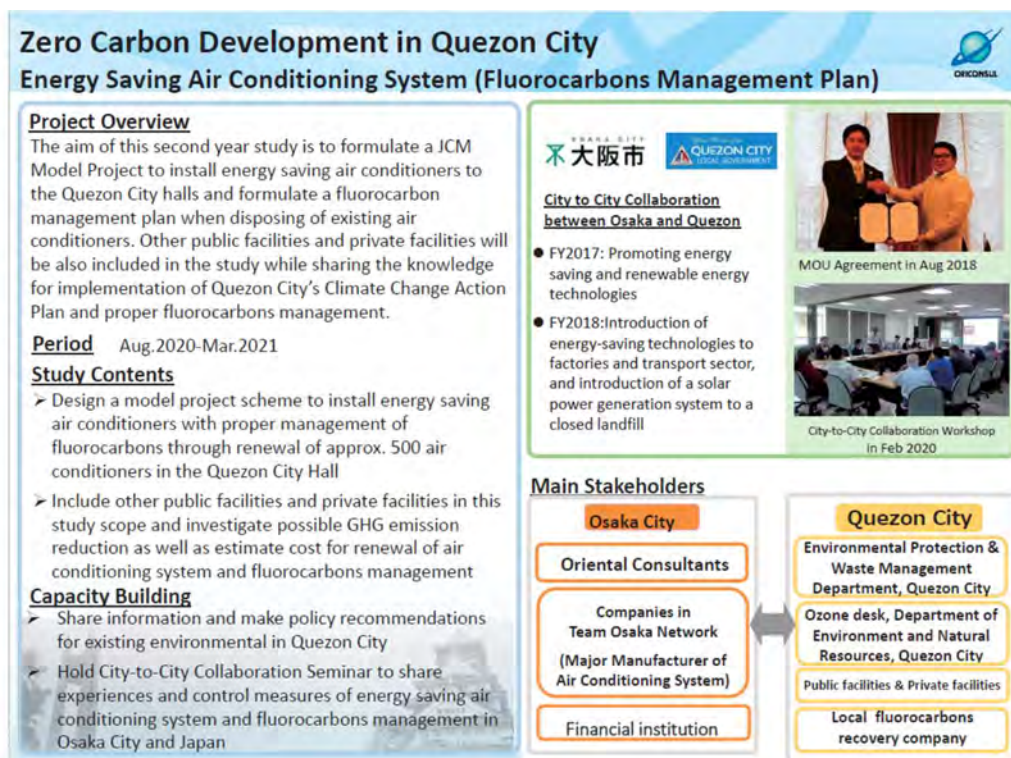 Zero Carbon Development in Quezon City
Energy Saving Air Conditioning System (Fluorocarbons Management Plan)
ORICONSUL
Project Overview
The aim of this second year study is to formulate a JCM
Model Project to install energy saving air conditioners to
the Quezon City halls and formulate a fluorocarbon
management plan when disposing of existing air
conditioners. Other public facilities and private facilities will
be also included in the study while sharing the knowledge
for implementation of Quezon City's Climate Change Action
Plan and proper fluorocarbons management.
Period Aug.2020-Mar.2021
Study Contents
➢ Design a model project scheme to install energy saving
air conditioners with proper management of
fluorocarbons through renewal of approx. 500 air
conditioners in the Quezon City Hall
➢ Include other public facilities and private facilities in this
study scope and investigate possible GHG emission
reduction as well as estimate cost for renewal of air
conditioning system and fluorocarbons management
Capacity Building
➢ Share information and make policy recommendations
for existing environmental in Quezon City
➢ Hold City-to-City Collaboration Seminar to share
experiences and control measures of energy saving air
conditioning system and fluorocarbons management in
Osaka City and Japan
OSAKA CITY
大阪市
QUEZON CITY
LOCAL GOVERNMENT
City to City Collaboration
between Osaka and Quezon
● FY2017: Promoting energy
saving and renewable energy
technologies
● FY2018:Introduction of
energy-saving technologies to
factories and transport sector,
and introduction of a solar
power generation system to a
closed landfill
MOU Agreement in Aug 2018
City-to-City Collaboration Workshop
in Feb 2020
Main Stakeholders
Osaka City
Oriental Consultants
Companies in
Team Osaka Network
(Major Manufacturer of
Air Conditioning System)
Financial institution
Quezon City
Environmental Protection &
Waste Management
Department, Quezon City
Ozone desk, Department of
Environment and Natural
Resources, Quezon City
Public facilities & Private facilities
Local fluorocarbons
recovery company